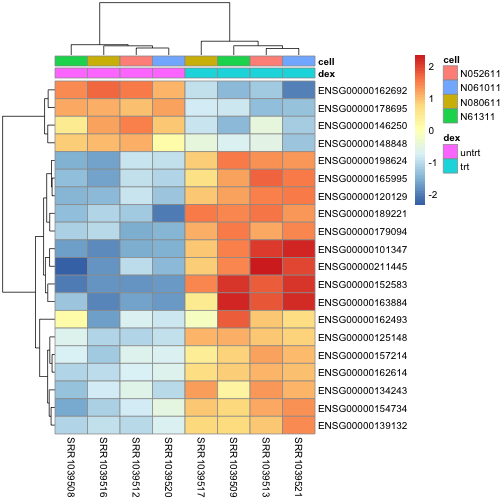 cell
dex
ENSG00000162692
ENSG00000178695
ENSG00000146250
ENSG00000148848
ENSG00000198624
ENSG00000165995
ENSG00000120129
ENSG00000189221
ENSG00000179094
ENSG00000101347
ENSG00000211445
ENSG00000152583
ENSG00000163884
ENSG00000162493
ENSG00000125148
ENSG00000157214
ENSG00000162614
ENSG00000134243
ENSG00000154734
ENSG00000139132
SRR1039508
SRR1039516
SRR1039512
SRR1039520
SRR1039517
SRR1039509
SRR1039513
SRR1039521
2
1
0
-1
-2
cell
N052611
N061011
N080611
N61311
dex
untrt
trt